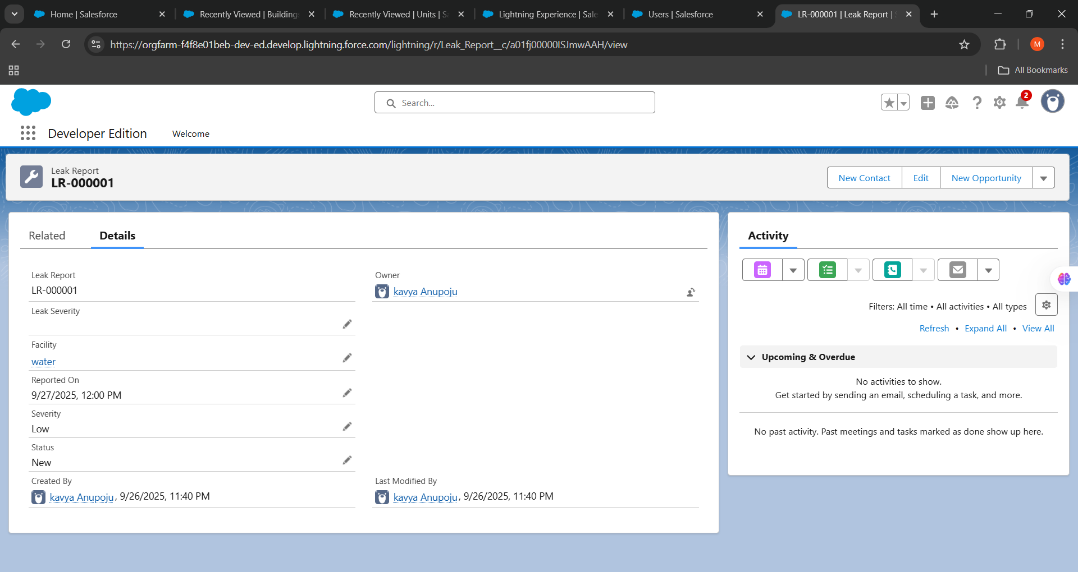 Home | Salesforce
Recently Viewed | Building
Recently Viewed | Units | S
Lightning Experience | Sale
Users | Salesforce
LR-000001 | Leak Report |
https://orgfarm-f4f8e01beb-dev-ed.develop.lightning.force.com/lightning/r/Leak_Report__c/a01fj00000ISJmwAAH/view
M
All Bookmarks
Search...
2
Developer Edition
Welcome
Leak Report
LR-000001
New Contact
Edit
New Opportunity
Related
Details
Leak Report
LR-000001
Owner
kavya Anupoju
Leak Severity
Facility
water
Reported On
9/27/2025, 12:00 PM
Severity
Low
Status
New
Created By
kavya Anupoju, 9/26/2025, 11:40 PM
Last Modified By
kavya Anupoju, 9/26/2025, 11:40 PM
Activity
Filters: All time • All activities • All types
Refresh • Expand All • View All
Upcoming & Overdue
No activities to show.
Get started by sending an email, scheduling a task, and more.
No past activity. Past meetings and tasks marked as done show up here.